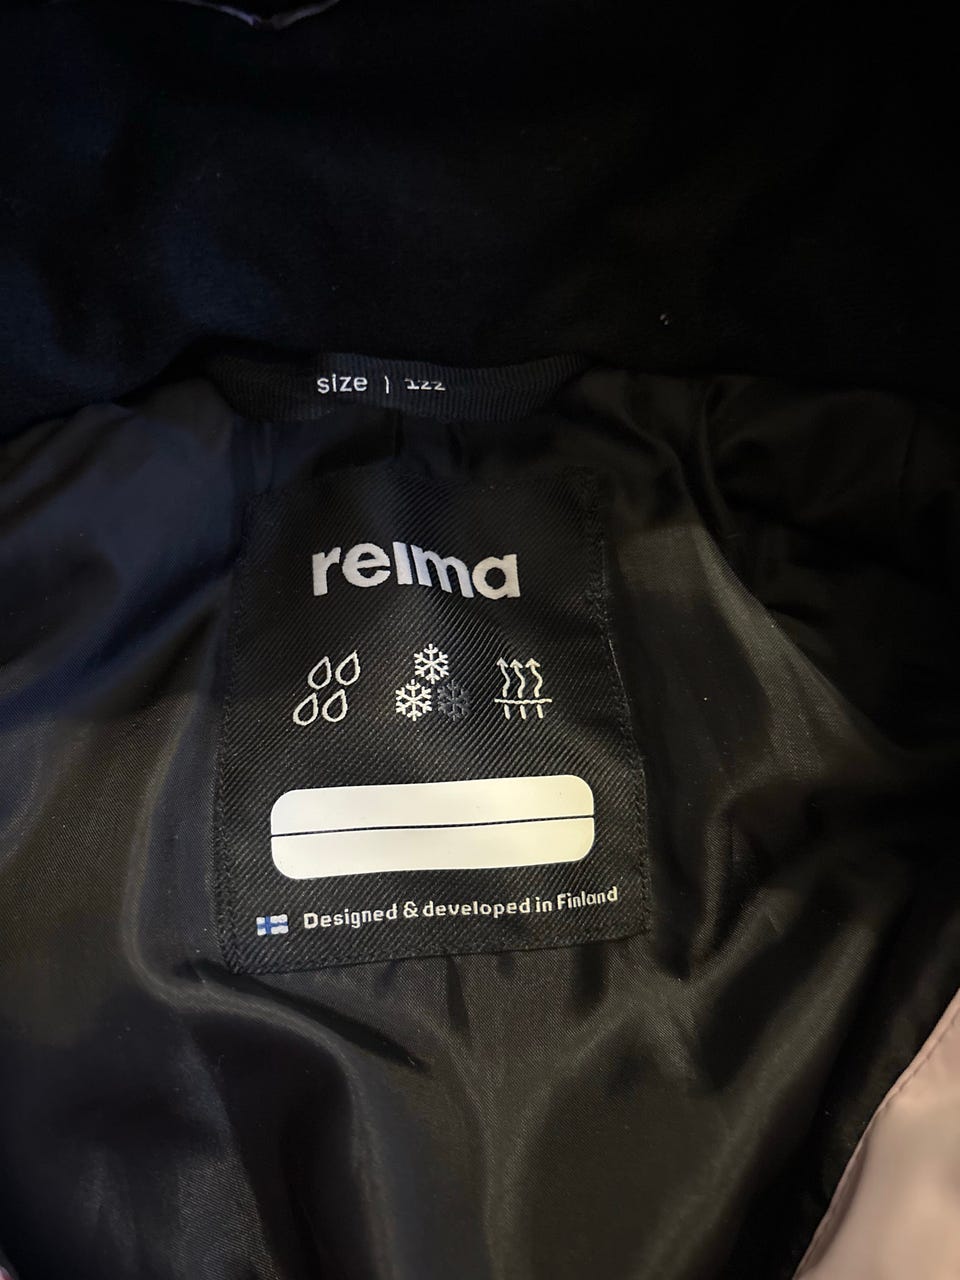 size | 122
reima
Designed & developed in Finland